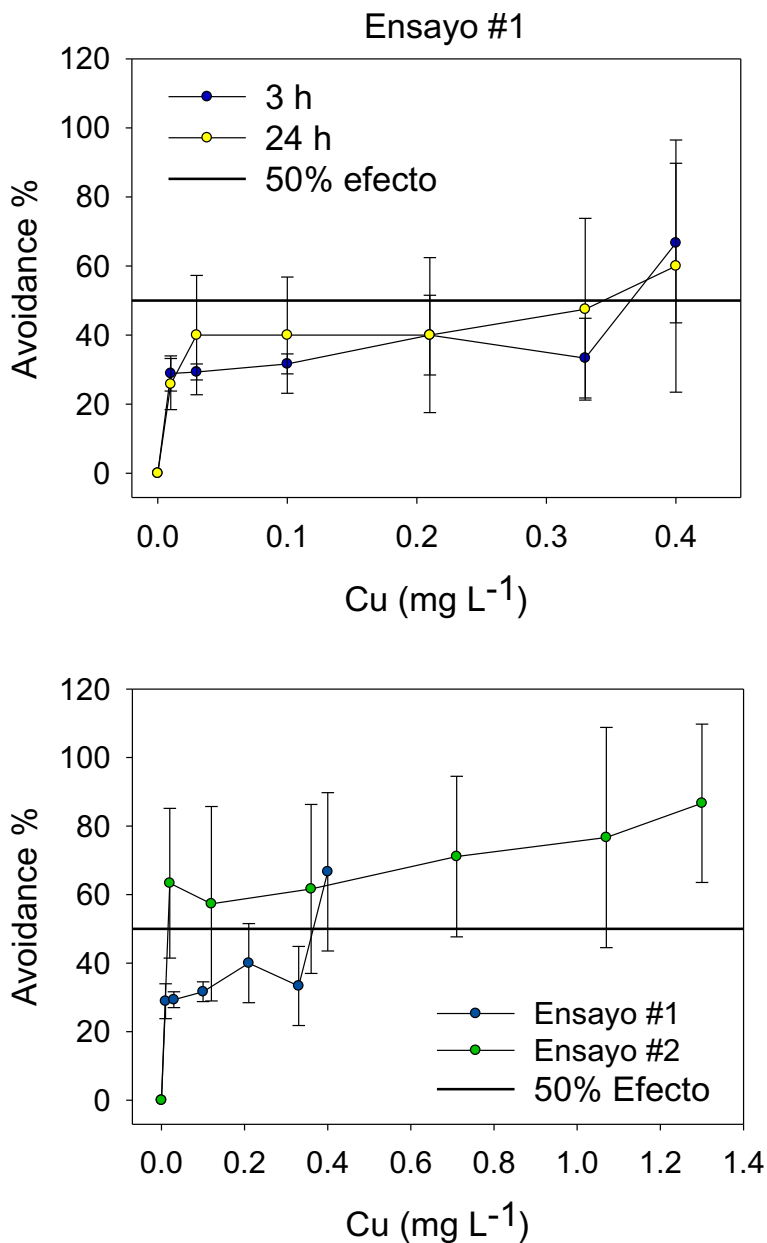 Ensayo #1
120
100
80
60
40
20
0
Avoidance %
3 h
24 h
50% efecto
0.0 0.1 0.2 0.3 0.4
Cu (mg L-1)
120
100
80
60
40
20
0
Avoidance %
Ensayo #1
Ensayo #2
50% Efecto
0.0 0.2 0.4 0.6 0.8 1.0 1.2 1.4
Cu (mg L-1)